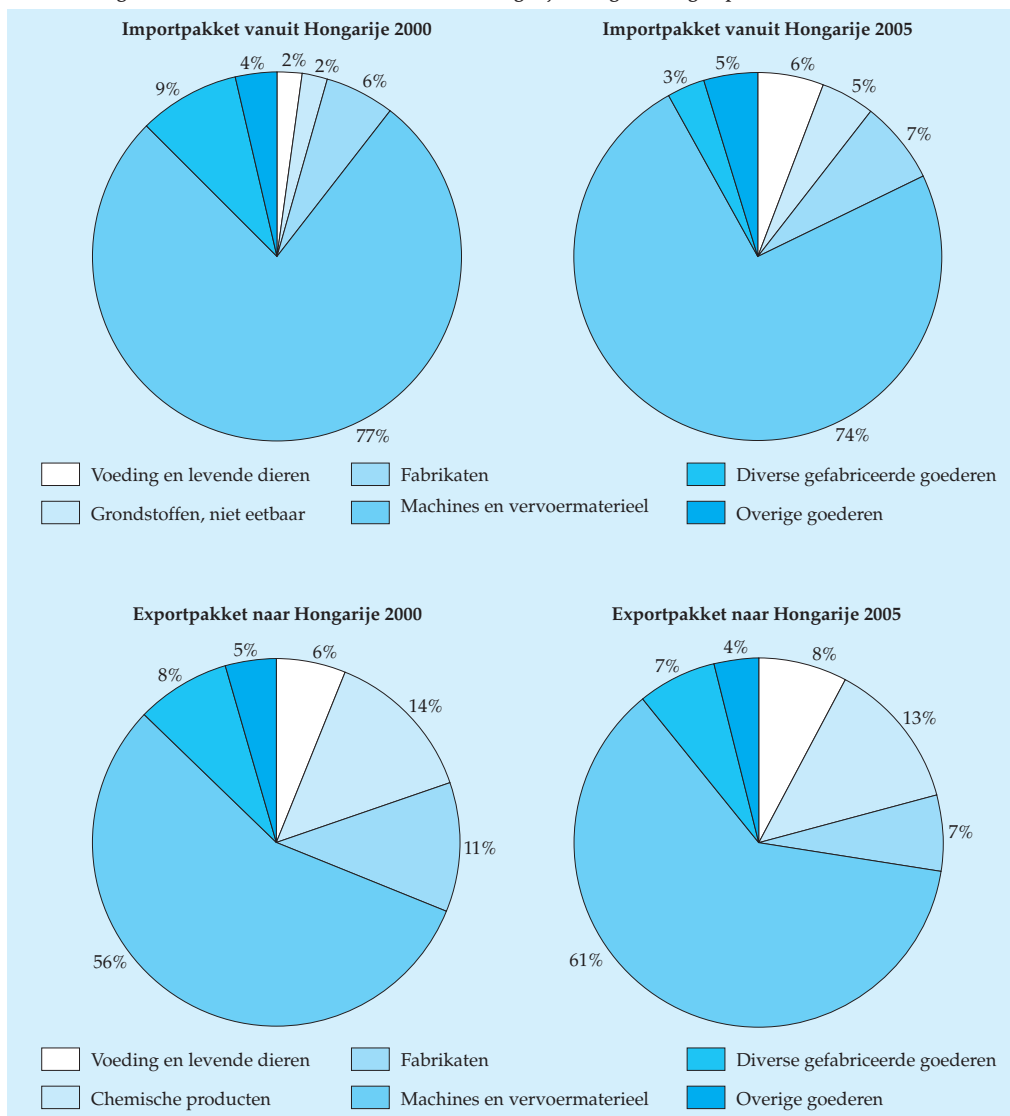 Importpakket vanuit Hongarije 2000
4% 2% 2% 6%
9%
77%
Importpakket vanuit Hongarije 2005
3% 5% 6% 5%
7%
74%
Voeding en levende dieren
Fabrikaten
Diverse gefabriceerde goederen
Grondstoffen, niet eetbaar
Machines en vervoermaterieel
Overige goederen
Exportpakket naar Hongarije 2000
8% 5% 6%
14%
11%
56%
Exportpakket naar Hongarije 2005
7% 4% 8%
13%
7%
61%
Voeding en levende dieren
Fabrikaten
Diverse gefabriceerde goederen
Chemische producten
Machines en vervoermaterieel
Overige goederen